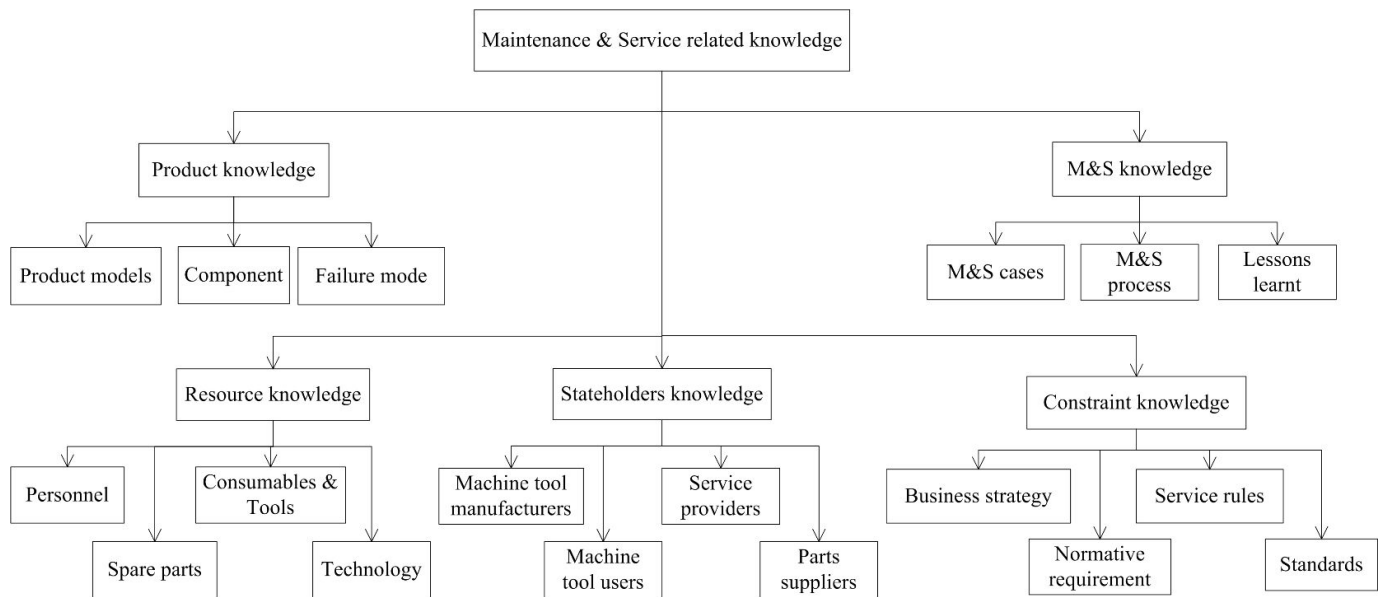 Maintenance & Service related knowledge
Product knowledge
M&S knowledge
Product models
Component
Failure mode
M&S cases
M&S
process
Lessons
learnt
Resource knowledge
Stateholders knowledge
Constraint knowledge
Personnel
Consumables &
Tools
Machine tool
manufacturers
Service
providers
Business strategy
Service rules
Spare parts
Technology
Machine
tool users
Parts
suppliers
Normative
requirement
Standards